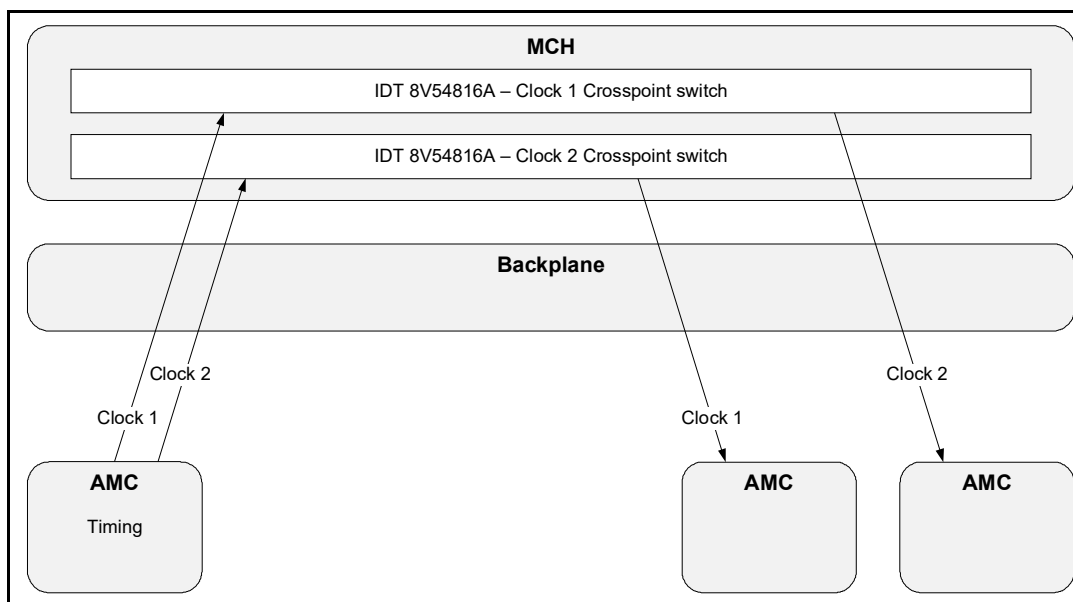 MCH
IDT 8V54816A – Clock 1 Crosspoint switch
IDT 8V54816A – Clock 2 Crosspoint switch
Backplane
Clock 2
Clock 2
Clock 1
Clock 1
AMC
AMC
AMC
Timing